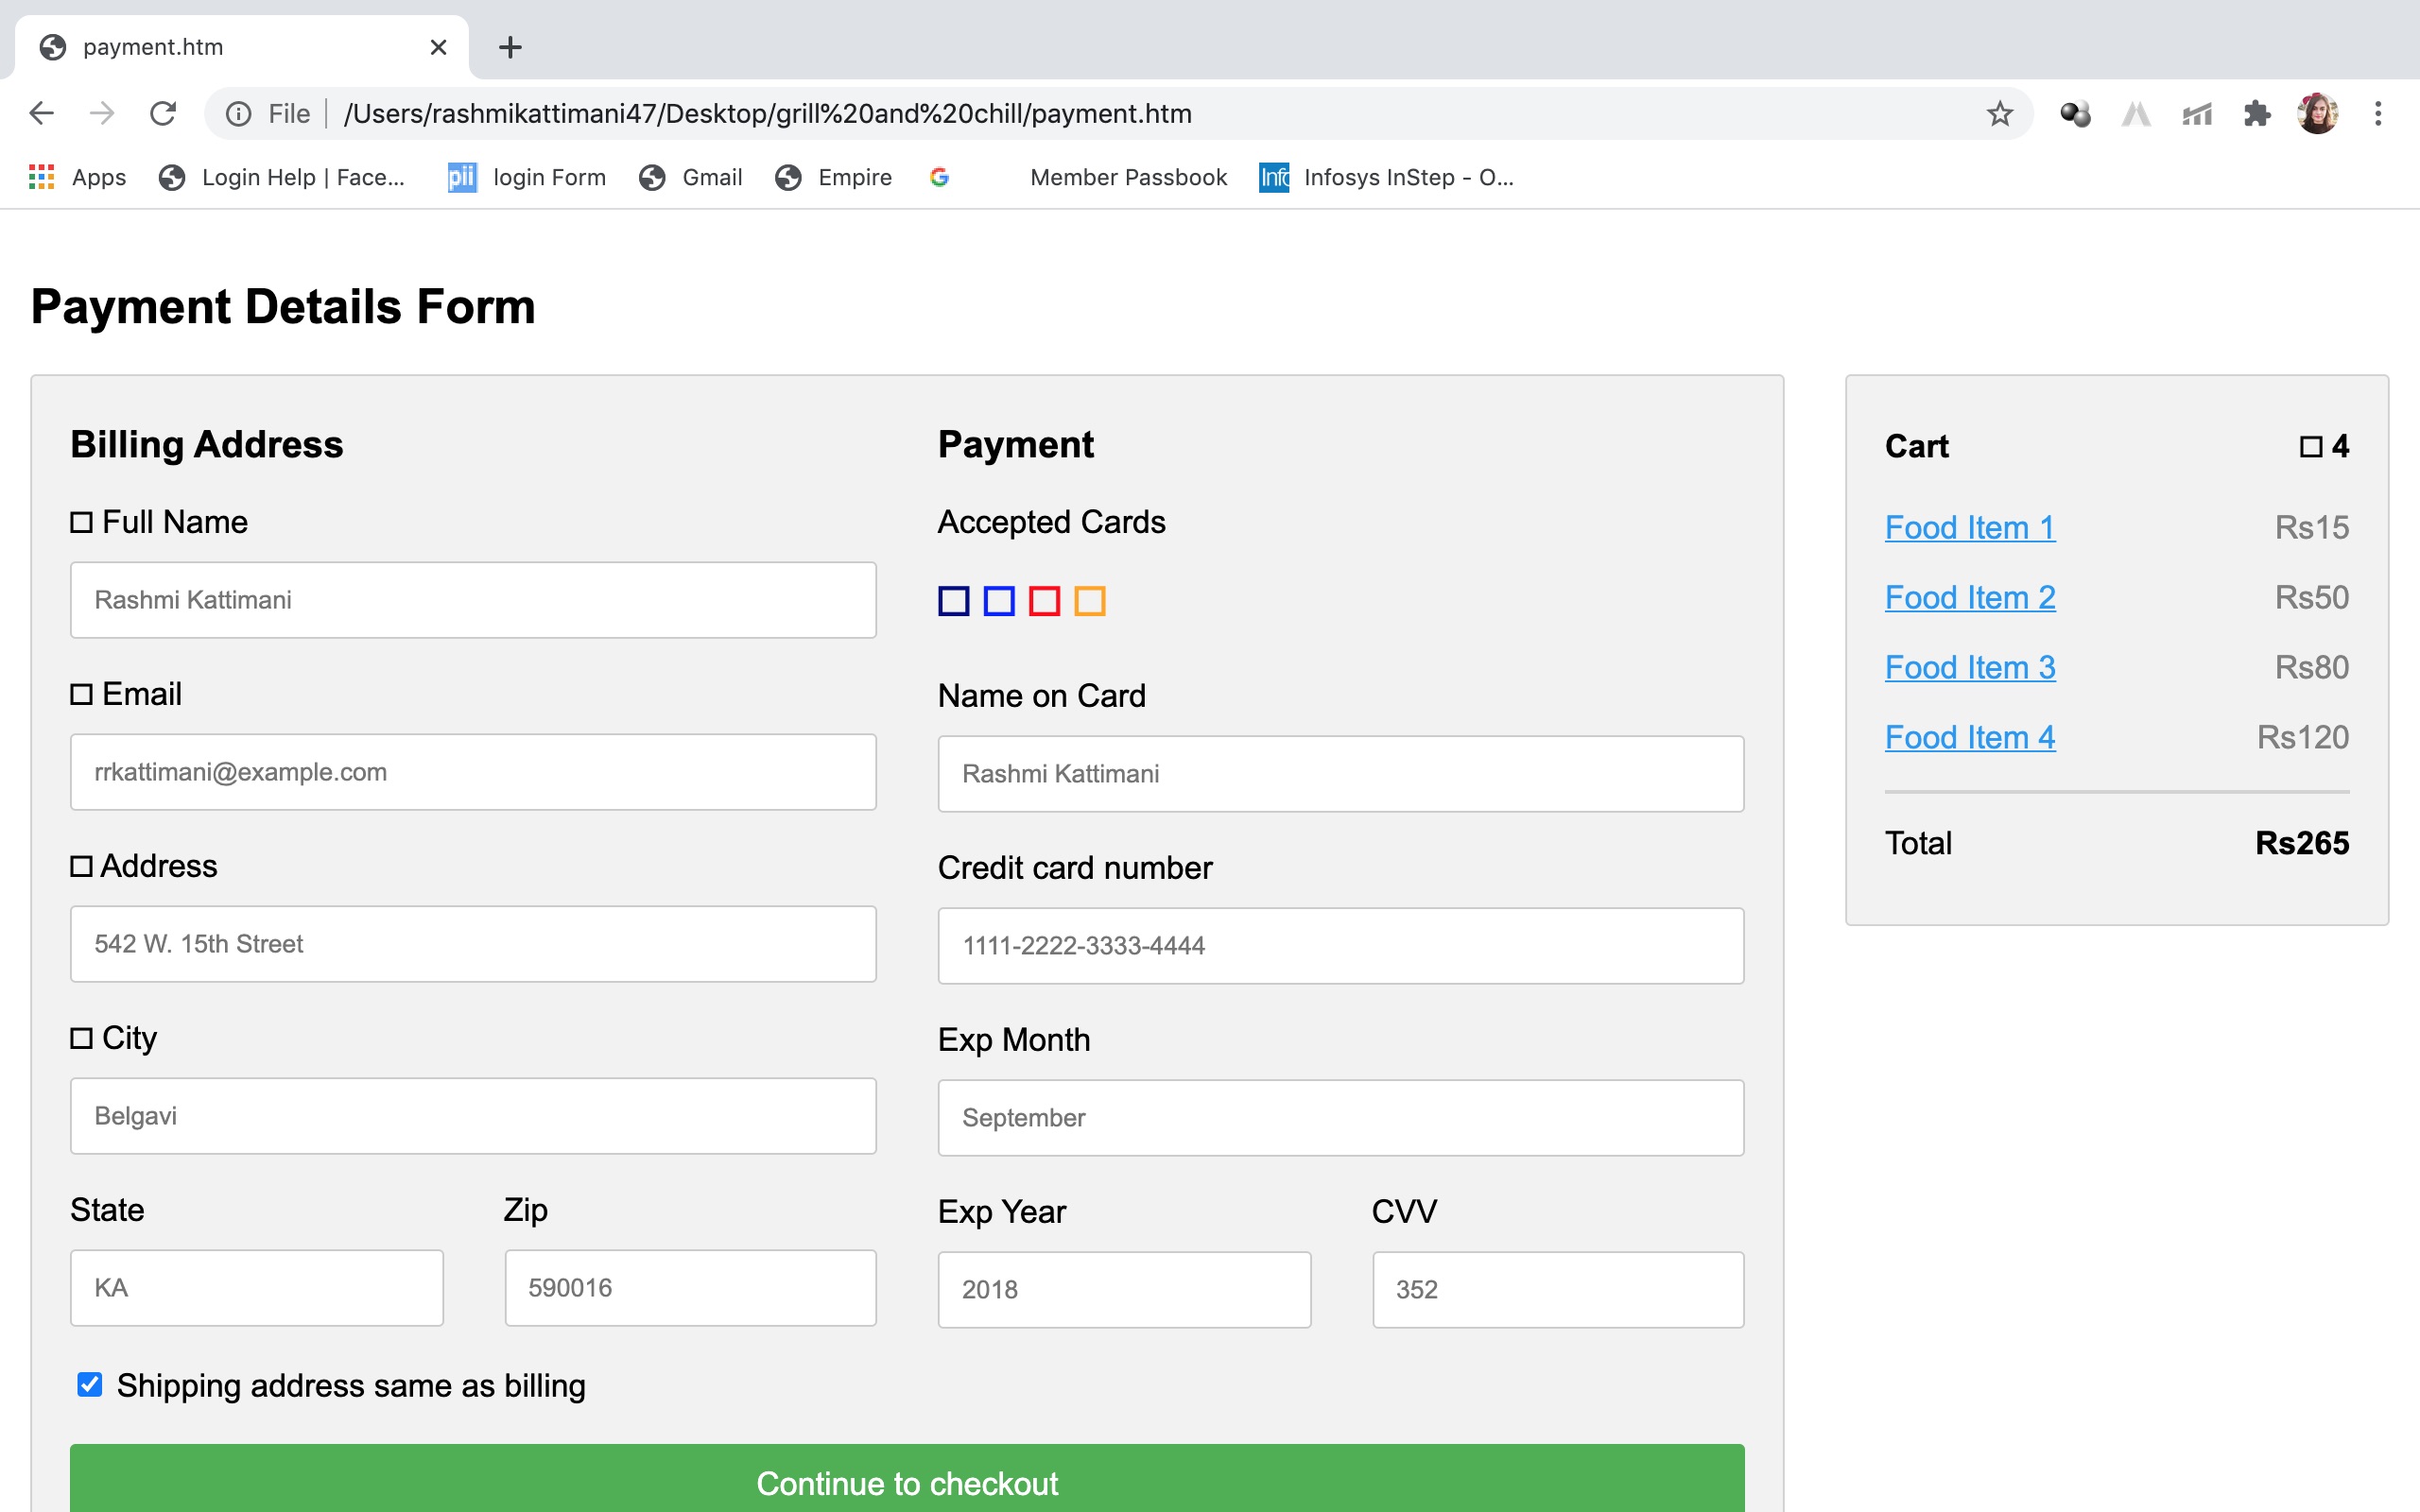 payment.htm
File | /Users/rashmikattimani47/Desktop/grill%20and%20chill/payment.htm
Apps Login Help | Face... pii login Form Gmail Empire Member Passbook Info Infosys InStep - O...
Payment Details Form
Billing Address
Full Name
Rashmi Kattimani
Email
rrkattimani@example.com
Address
542 W. 15th Street
City
Belgavi
State Zip
KA 590016
Shipping address same as billing
Payment
Accepted Cards
Name on Card
Rashmi Kattimani
Credit card number
1111-2222-3333-4444
Exp Month
September
Exp Year CVV
2018 352
Continue to checkout
Cart 4
Food Item 1 Rs15
Food Item 2 Rs50
Food Item 3 Rs80
Food Item 4 Rs120
Total Rs265